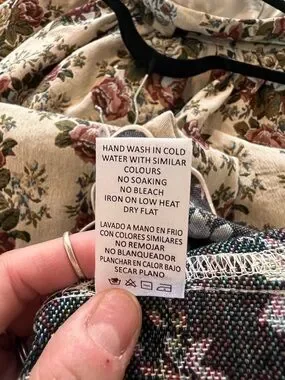 HAND WASH IN COLD
WATER WITH SIMILAR
COLOURS
NO SOAKING
NO BLEACH
IRON ON LOW HEAT
DRY FLAT
LAVADO A MANO EN FRIO
CON COLORES SIMILARES
NO REMOJAR
NO BLANQUEADOR
PLANCHAR EN CALOR BAJO
SECAR PLANO